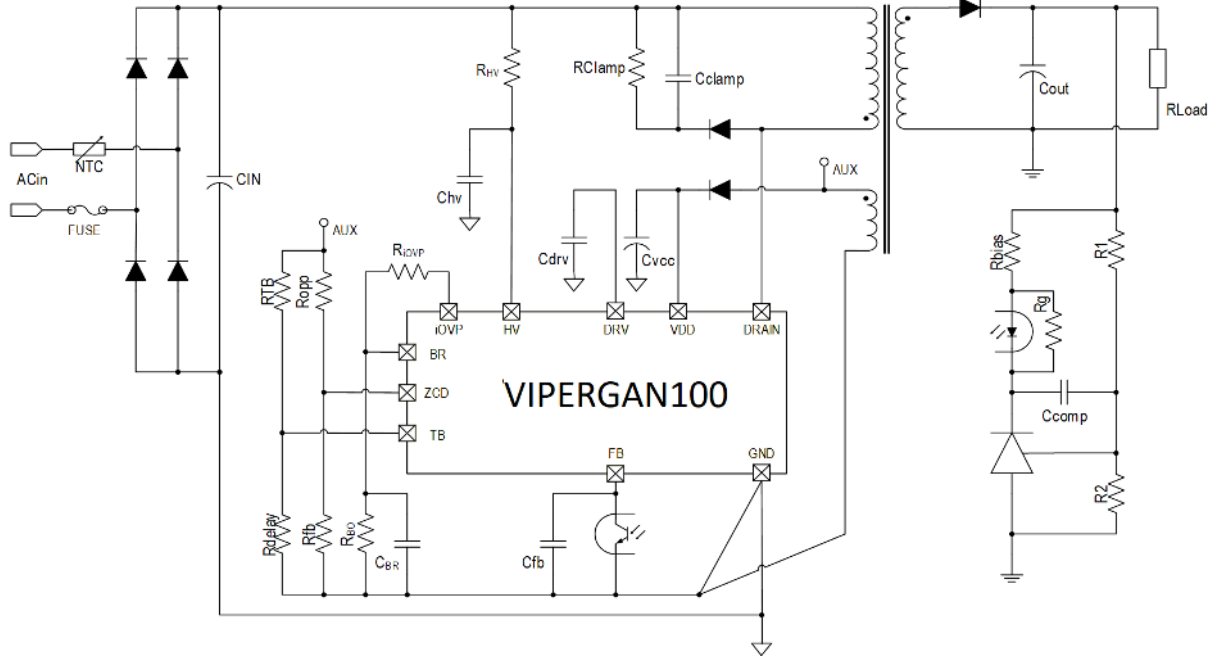 RHV
RClamp
Cclamp
Cout
RLoad
NTC
ACin
CIN
Chv
AUX
FUSE
AUX
RiOVP
Cdrv
Cvcc
Rbias
R1
RTB
Ropp
Rg
iOVP
HV
DRV
VDD
DRAIN
BR
ZCD
VIPERGAN100
Ccomp
TB
FB
GND
R2
Rdelay
Rfb
RBO
CBR
Cfb